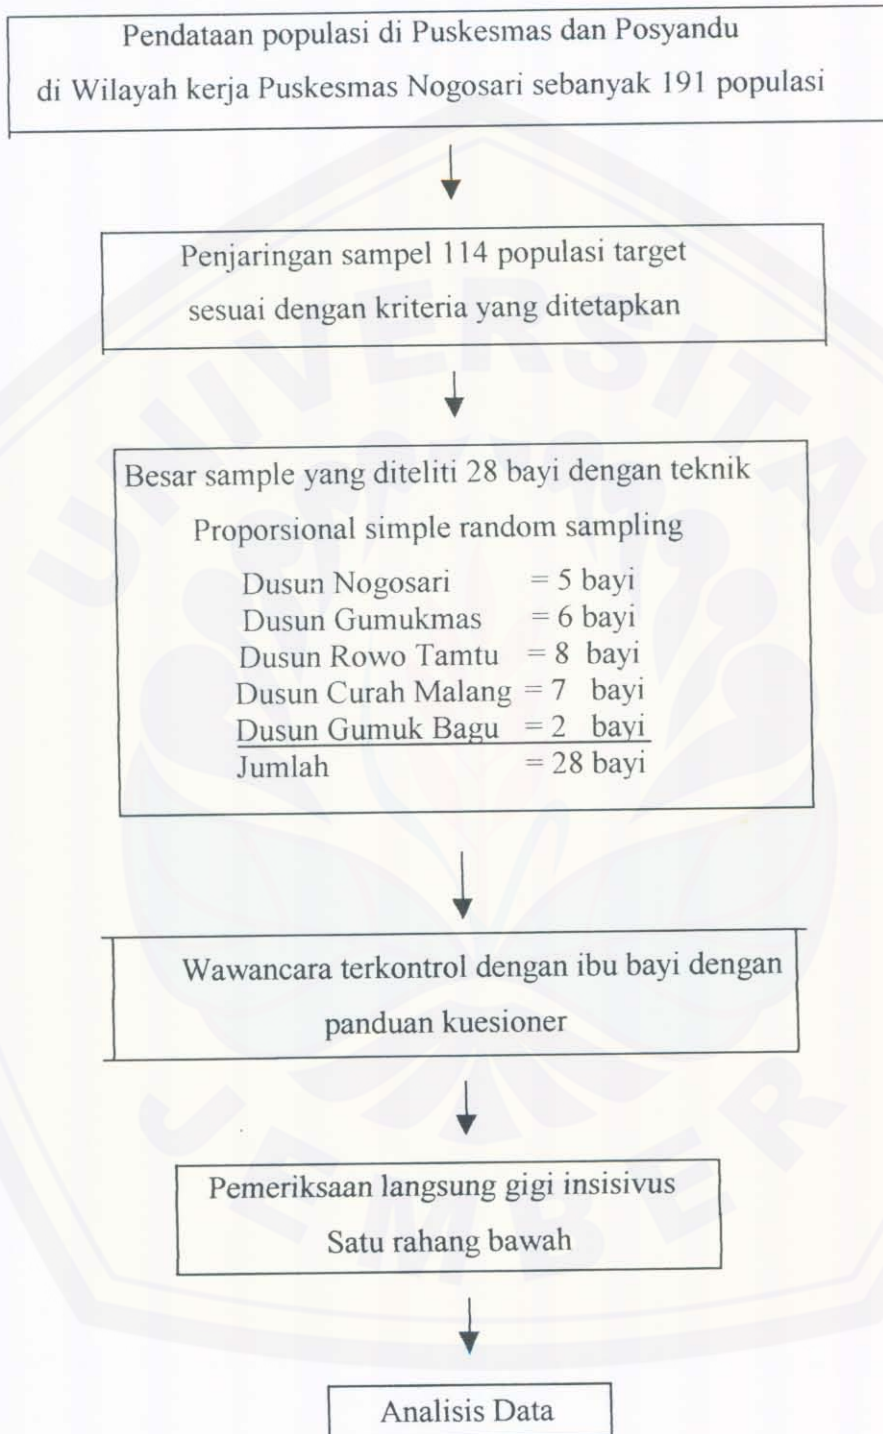 Pendataan populasi di Puskesmas dan Posyandu
di Wilayah kerja Puskesmas Nogosari sebanyak 191 populasi
Penjaringan sampel 114 populasi target
sesuai dengan kriteria yang ditetapkan
Besar sample yang diteliti 28 bayi dengan teknik
Proporsional simple random sampling
Dusun Nogosari = 5 bayi
Dusun Gumukmas = 6 bayi
Dusun Rowo Tamtu = 8 bayi
Dusun Curah Malang = 7 bayi
Dusun Gumuk Bagu = 2 bayi
Jumlah = 28 bayi
Wawancara terkontrol dengan ibu bayi dengan
panduan kuesioner
Pemeriksaan langsung gigi insisivus
Satu rahang bawah
Analisis Data
UNIVERSITAS
JEMBER